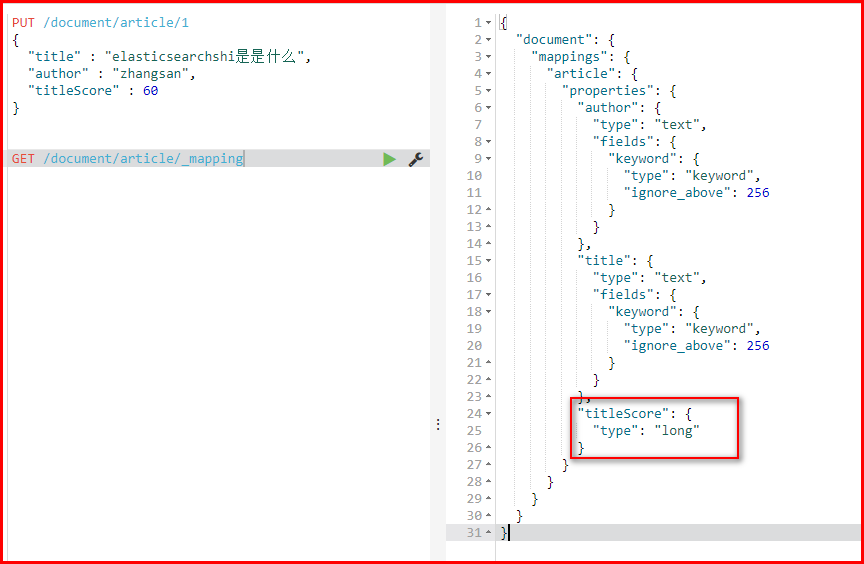 PUT /document/article/1
{
  "title" : "elasticsearchshi是是什么",
  "author" : "zhangsan",
  "titleScore" : 60
}
GET /document/article/_mapping
1 {
2   "document": {
3     "mappings": {
4       "article": {
5         "properties": {
6           "author": {
7             "type": "text",
8             "fields": {
9               "keyword": {
10                 "type": "keyword",
11                 "ignore_above": 256
12               }
13             }
14           },
15           "title": {
16             "type": "text",
17             "fields": {
18               "keyword": {
19                 "type": "keyword",
20                 "ignore_above": 256
21               }
22             }
23           },
24           "titleScore": {
25             "type": "long"
26           }
27         }
28       }
29     }
30   }
31 }